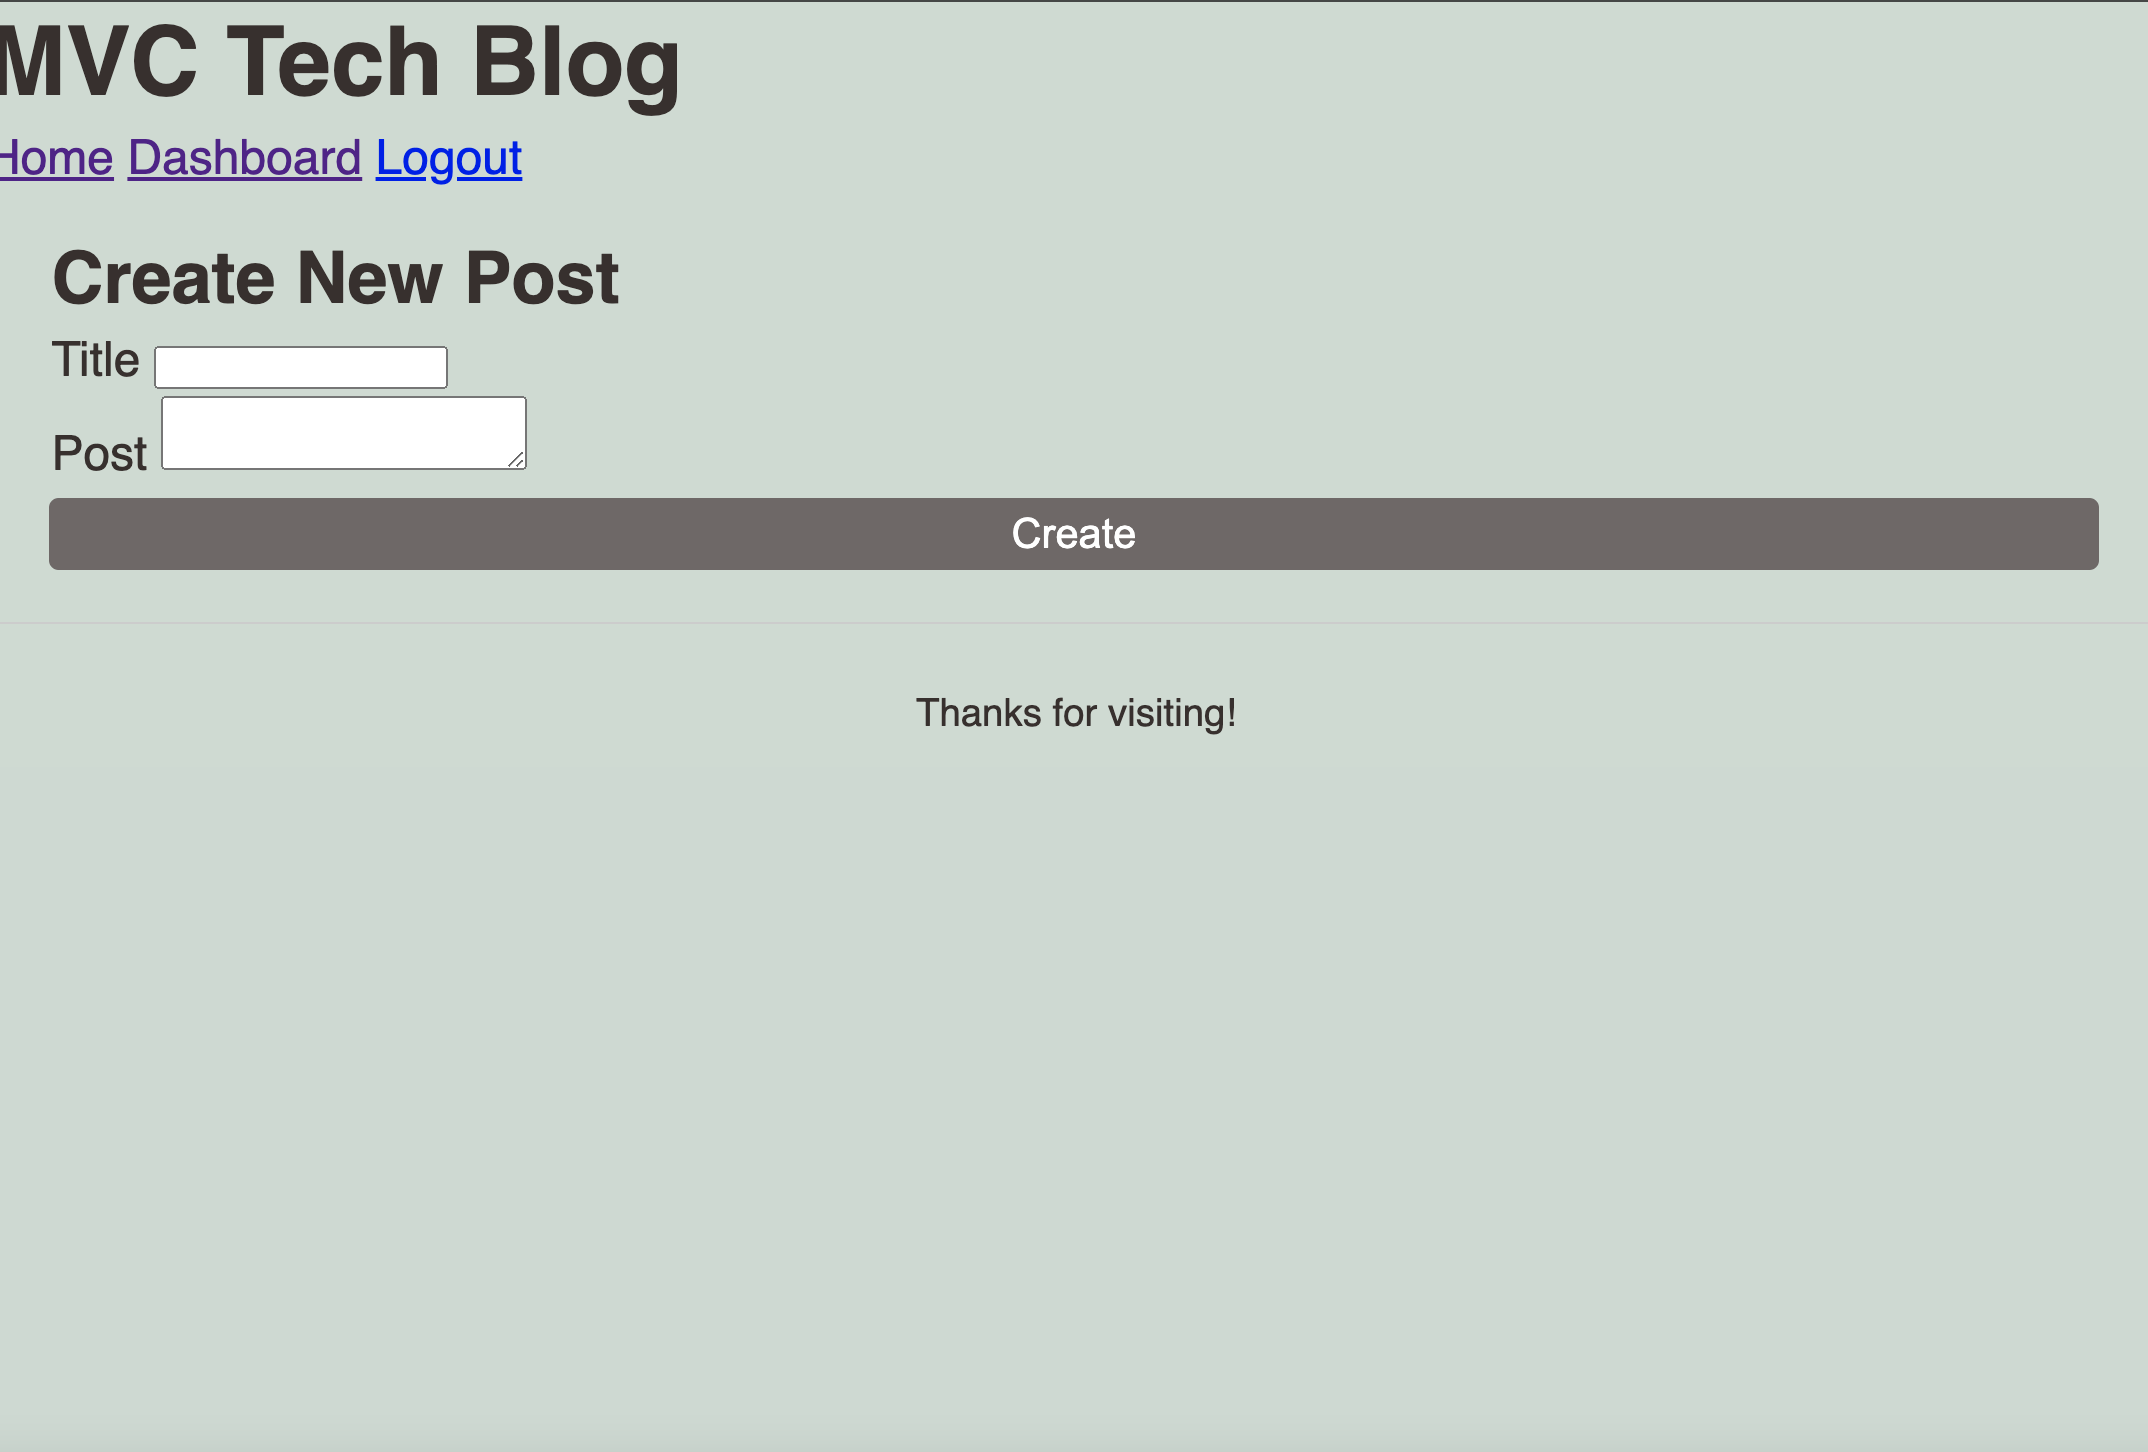 MVC Tech Blog
Home Dashboard Logout
Create New Post
Title
Post
Create
Thanks for visiting!